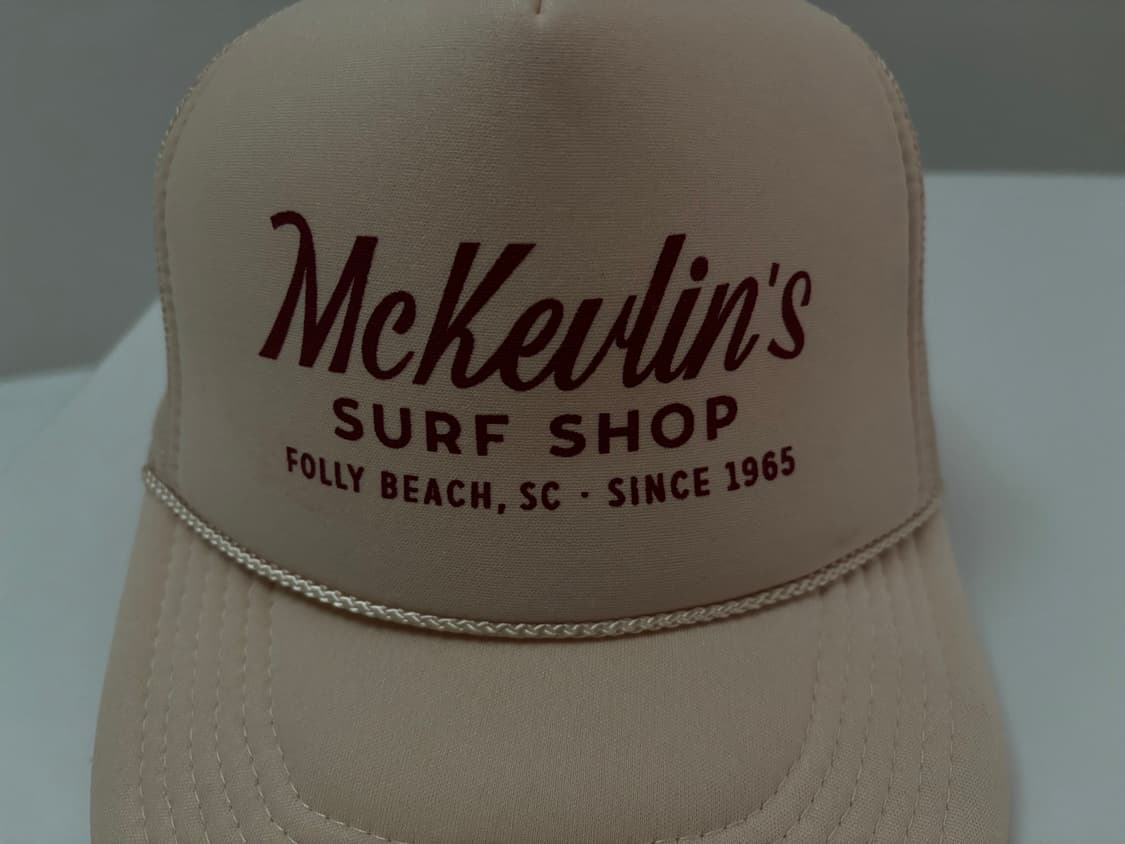 McKevlin's
SURF SHOP
FOLLY BEACH, SC · SINCE 1965